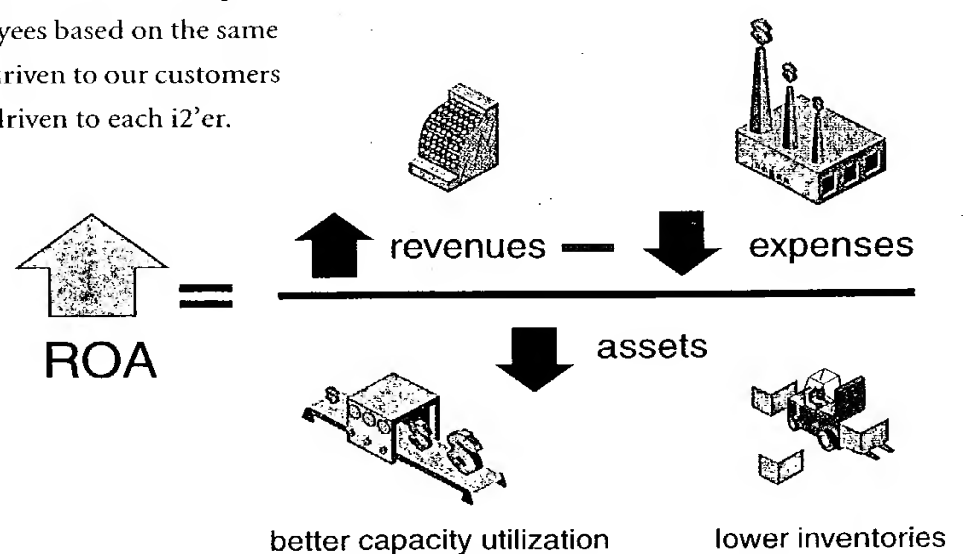 yees based on the same
riven to our customers
driven to each i2'er.
revenues — expenses
ROA =
assets
better capacity utilization lower inventories